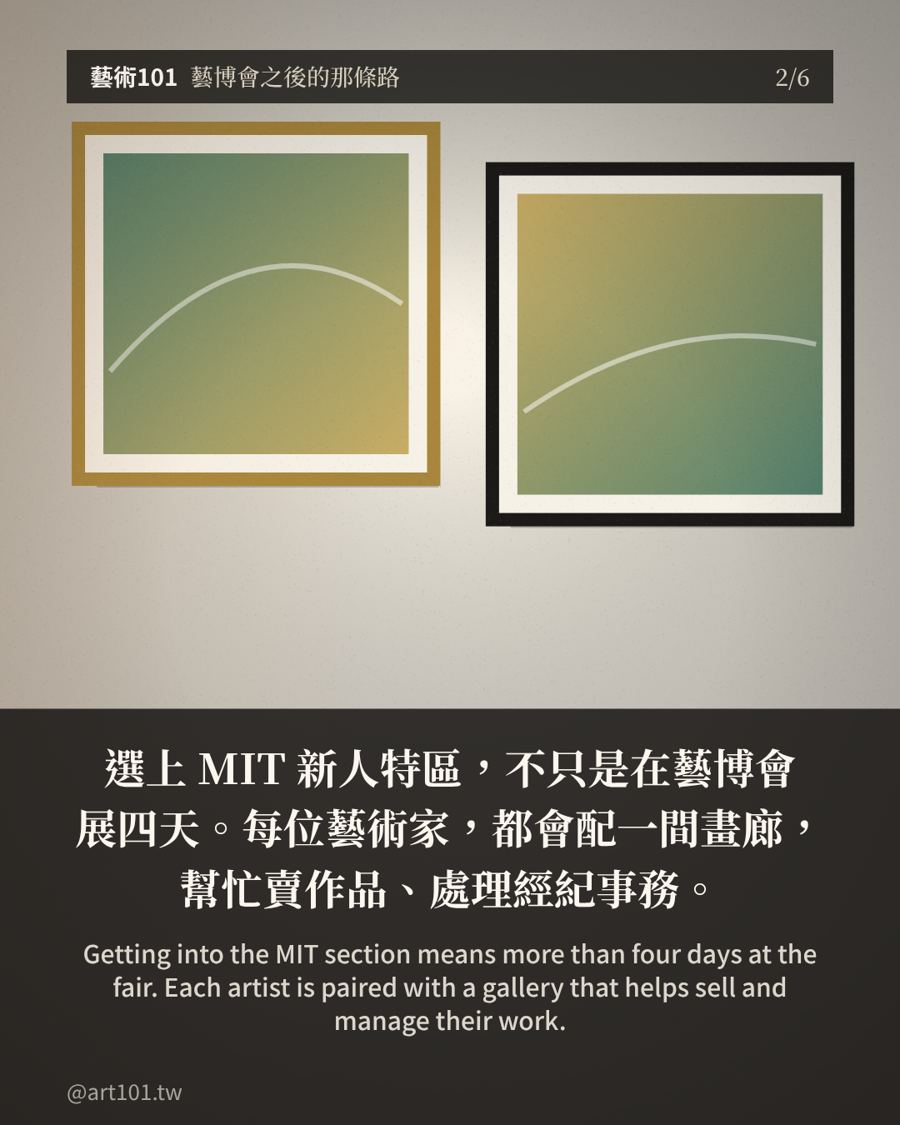 藝術101 藝博會之後的那條路 2/6
選上 MIT 新人特區，不只是在藝博會
展四天。每位藝術家，都會配一間畫廊，
幫忙賣作品、處理經紀事務。
Getting into the MIT section means more than four days at the
fair. Each artist is paired with a gallery that helps sell and
manage their work.
@art101.tw